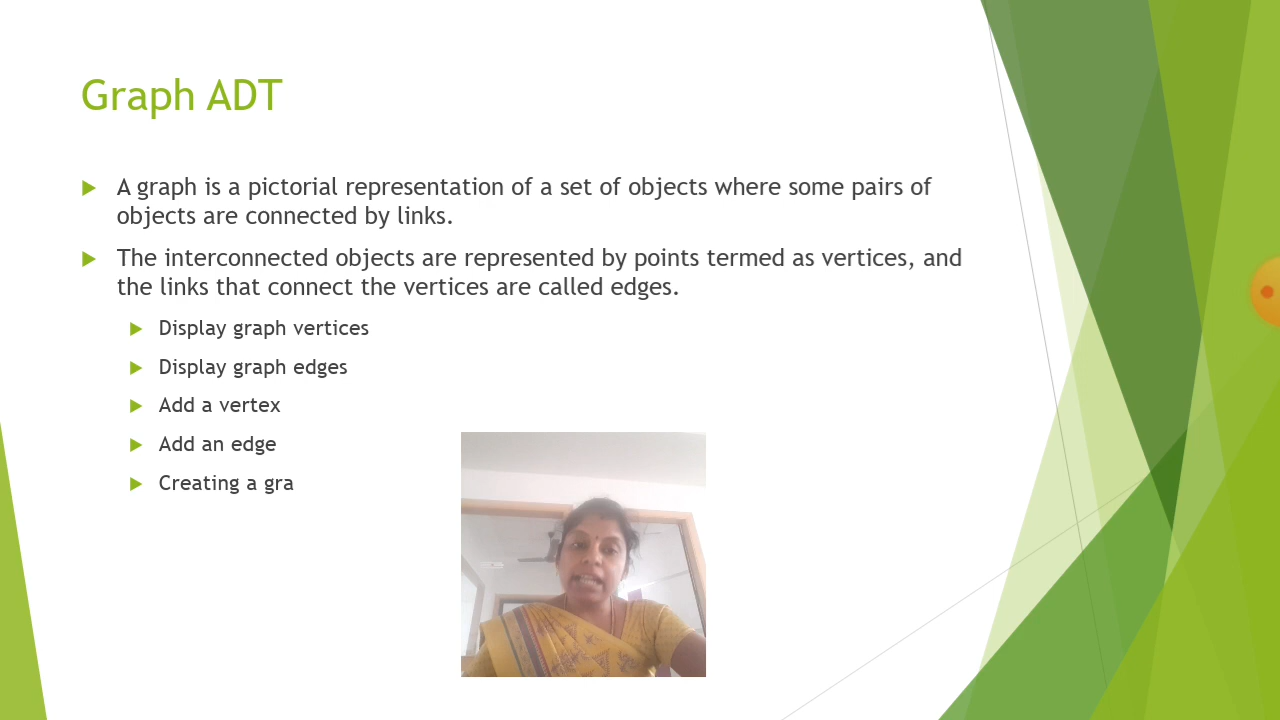 Graph ADT
A graph is a pictorial representation of a set of objects where some pairs of
objects are connected by links.
The interconnected objects are represented by points termed as vertices, and
the links that connect the vertices are called edges.
Display graph vertices
Display graph edges
Add a vertex
Add an edge
Creating a gra